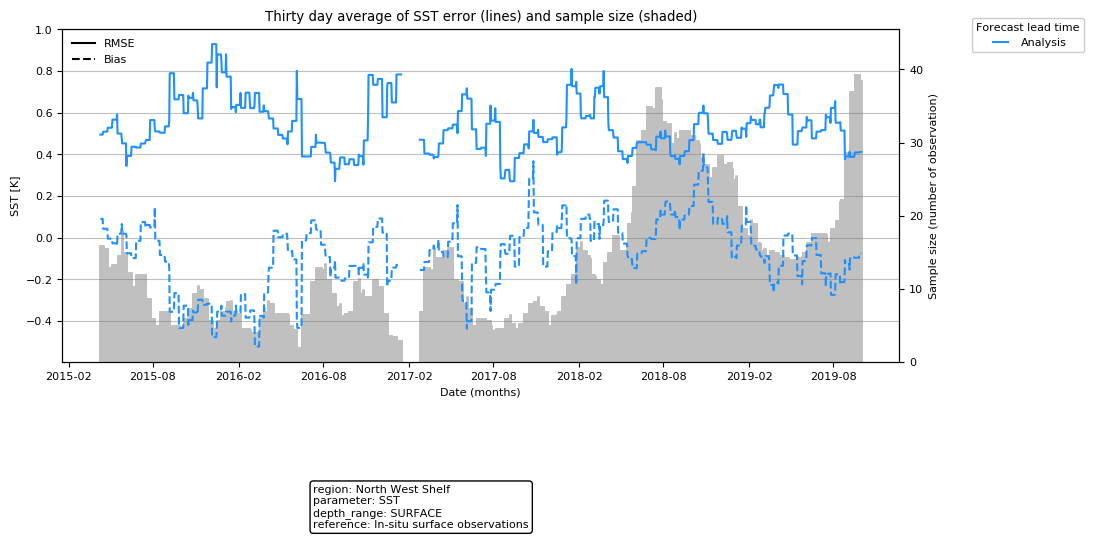 Thirty day average of SST error (lines) and sample size (shaded)
Forecast lead time
Analysis
RMSE
Bias
1.0
0.8
0.6
0.4
0.2
0.0
−0.2
−0.4
SST [K]
40
30
20
10
0
Sample size (number of observation)
2015-02
2015-08
2016-02
2016-08
2017-02
2017-08
2018-02
2018-08
2019-02
2019-08
Date (months)
region: North West Shelf
parameter: SST
depth_range: SURFACE
reference: In-situ surface observations